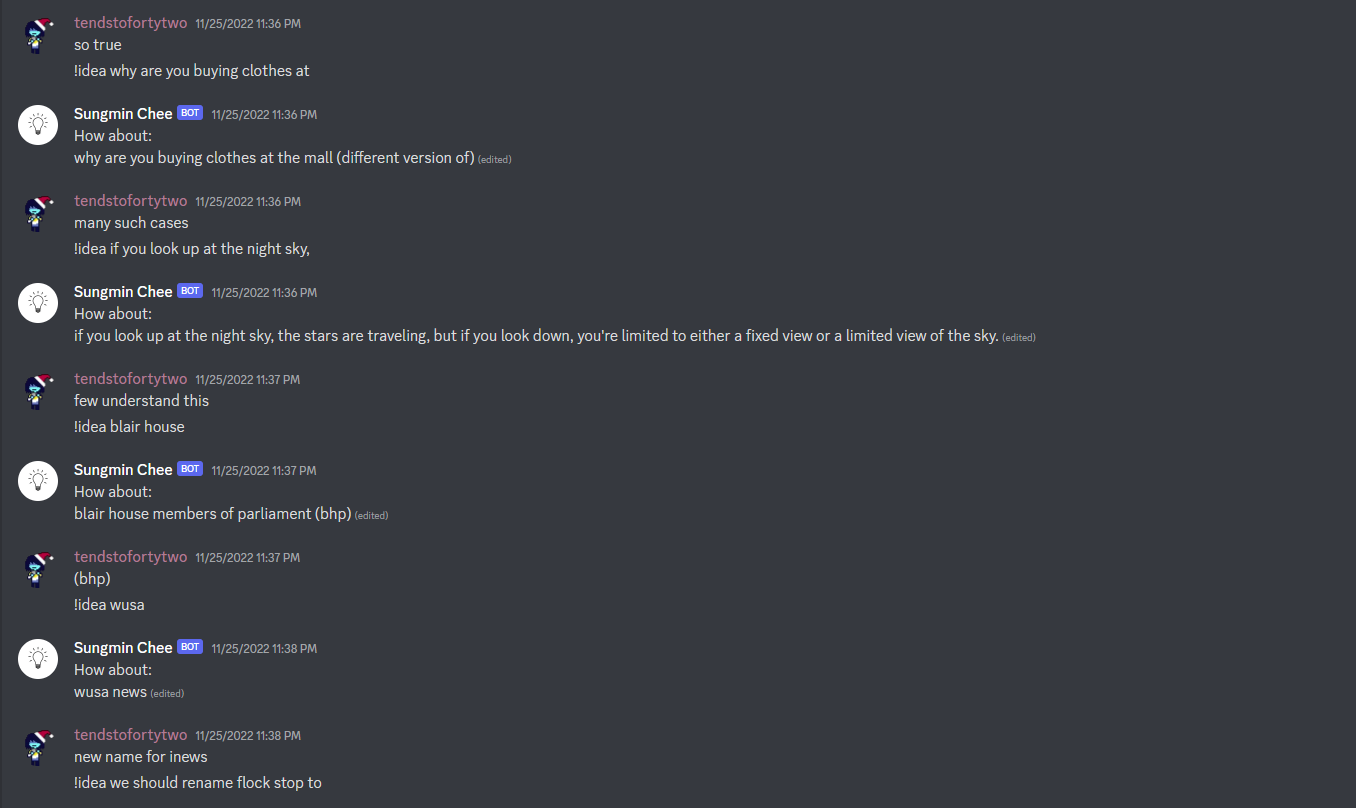 tendstofortytwo 11/25/2022 11:36 PM
so true
!idea why are you buying clothes at
Sungmin Chee BOT 11/25/2022 11:36 PM
How about:
why are you buying clothes at the mall (different version of) (edited)
tendstofortytwo 11/25/2022 11:36 PM
many such cases
!idea if you look up at the night sky,
Sungmin Chee BOT 11/25/2022 11:36 PM
How about:
if you look up at the night sky, the stars are traveling, but if you look down, you're limited to either a fixed view or a limited view of the sky. (edited)
tendstofortytwo 11/25/2022 11:37 PM
few understand this
!idea blair house
Sungmin Chee BOT 11/25/2022 11:37 PM
How about:
blair house members of parliament (bhp) (edited)
tendstofortytwo 11/25/2022 11:37 PM
(bhp)
!idea wusa
Sungmin Chee BOT 11/25/2022 11:38 PM
How about:
wusa news (edited)
tendstofortytwo 11/25/2022 11:38 PM
new name for inews
!idea we should rename flock stop to